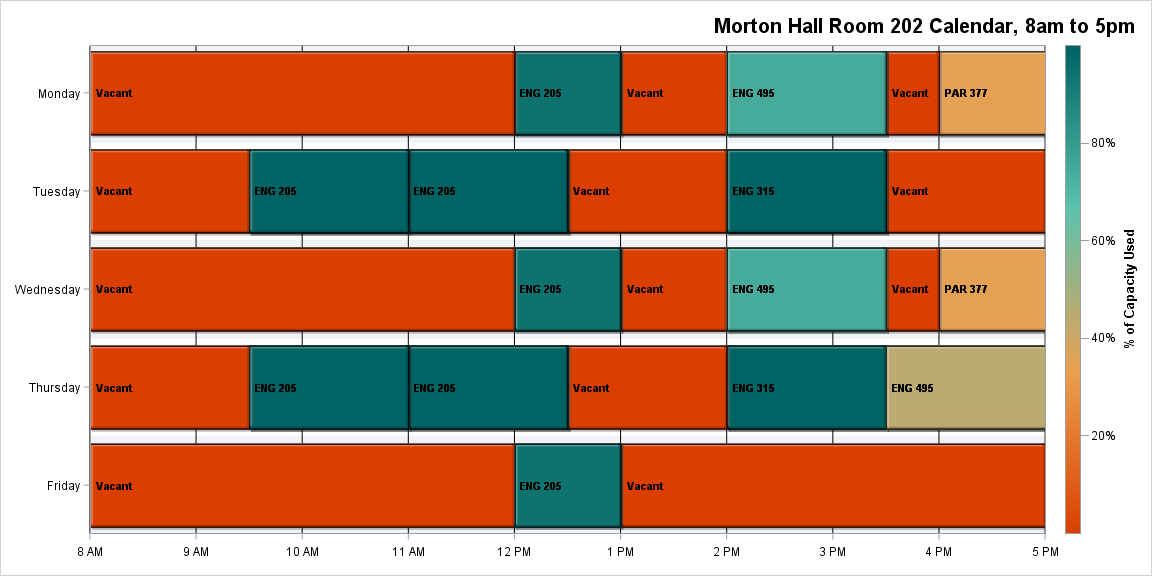 Morton Hall Room 202 Calendar, 8am to 5pm
Monday
Vacant
ENG 205
Vacant
ENG 495
Vacant
PAR 377
Tuesday
Vacant
ENG 205
ENG 205
Vacant
ENG 315
Vacant
Wednesday
Vacant
ENG 205
Vacant
ENG 495
Vacant
PAR 377
Thursday
Vacant
ENG 205
ENG 205
Vacant
ENG 315
ENG 495
Friday
Vacant
ENG 205
Vacant
8 AM
9 AM
10 AM
11 AM
12 PM
1 PM
2 PM
3 PM
4 PM
5 PM
80%
60%
40%
20%
% of Capacity Used